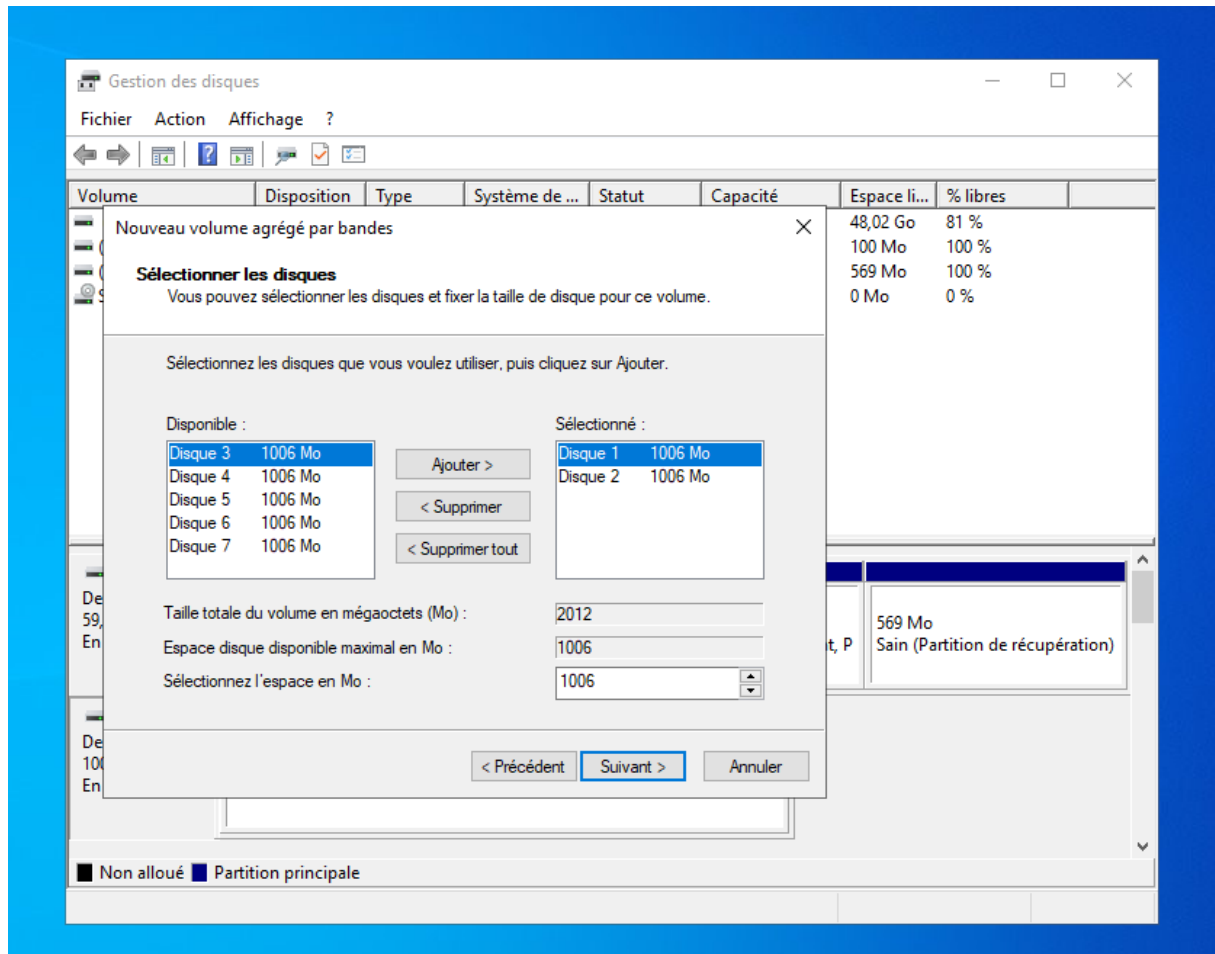 Gestion des disques
Fichier Action Affichage ?
Volume Disposition Type Système de ... Statut Capacité Espace li... % libres
48,02 Go 81 %
100 Mo 100 %
569 Mo 100 %
0 Mo 0 %
Nouveau volume agrégé par bandes
Sélectionner les disques
Vous pouvez sélectionner les disques et fixer la taille de disque pour ce volume.
Sélectionnez les disques que vous voulez utiliser, puis cliquez sur Ajouter.
Disponible : Sélectionné :
Disque 3 1006 Mo Ajouter > Disque 1 1006 Mo
Disque 4 1006 Mo Disque 2 1006 Mo
Disque 5 1006 Mo < Supprimer
Disque 6 1006 Mo
Disque 7 1006 Mo < Supprimer tout
Taille totale du volume en mégaoctets (Mo) : 2012
Espace disque disponible maximal en Mo : 1006
Sélectionnez l'espace en Mo : 1006
< Précédent Suivant > Annuler
De
59,
En
569 Mo
t, P Sain (Partition de récupération)
De
100
En
Non alloué Partition principale